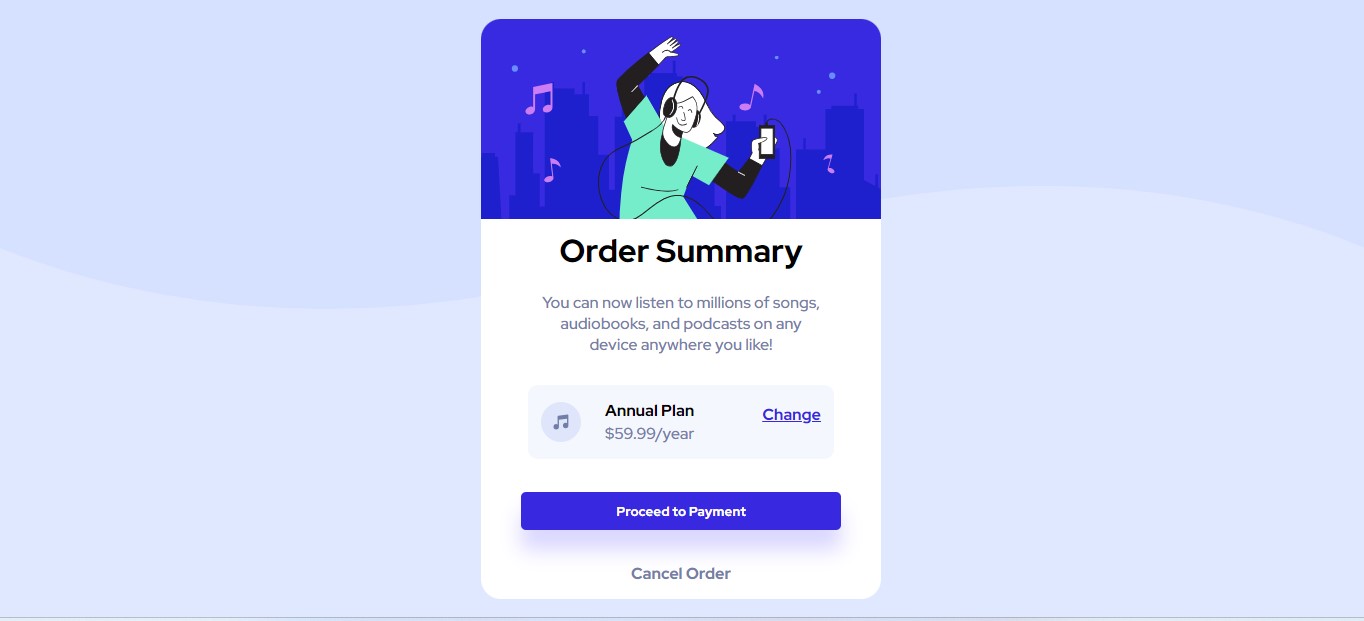 Order Summary
You can now listen to millions of songs,
audiobooks, and podcasts on any
device anywhere you like!
Annual Plan
Change
$59.99/year
Proceed to Payment
Cancel Order